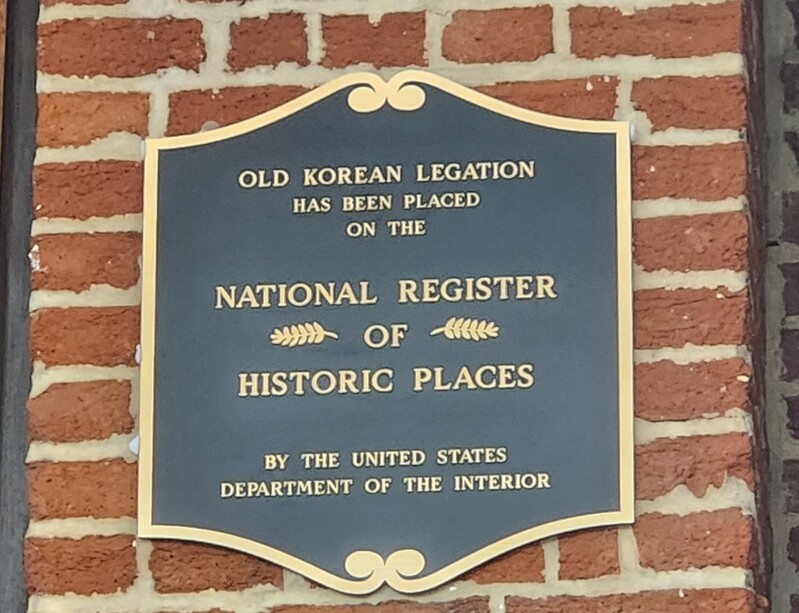 OLD KOREAN LEGATION
HAS BEEN PLACED
ON THE
NATIONAL REGISTER
OF
HISTORIC PLACES
BY THE UNITED STATES
DEPARTMENT OF THE INTERIOR